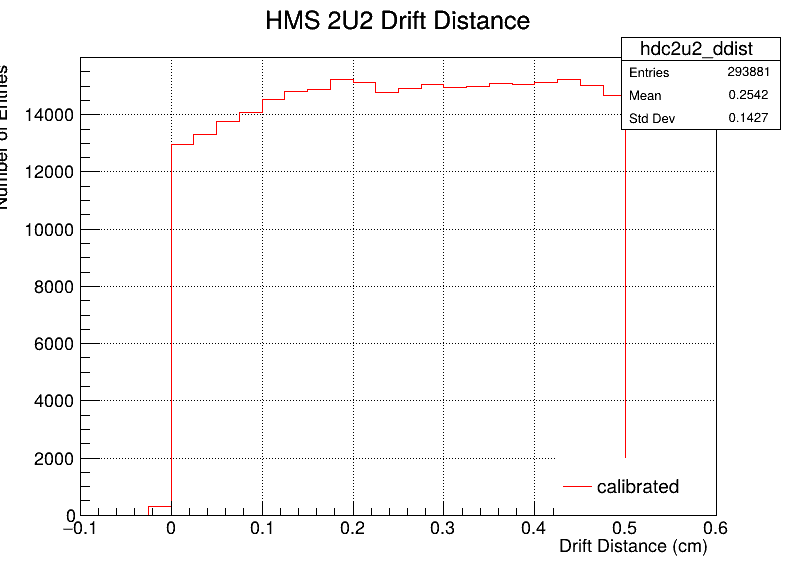 HMS 2U2 Drift Distance
hdc2u2_ddist
Entries 293881
Mean 0.2542
Std Dev 0.1427
Number of Entries
14000
12000
10000
8000
6000
4000
2000
0
calibrated
−0.1 0 0.1 0.2 0.3 0.4 0.5 0.6
Drift Distance (cm)